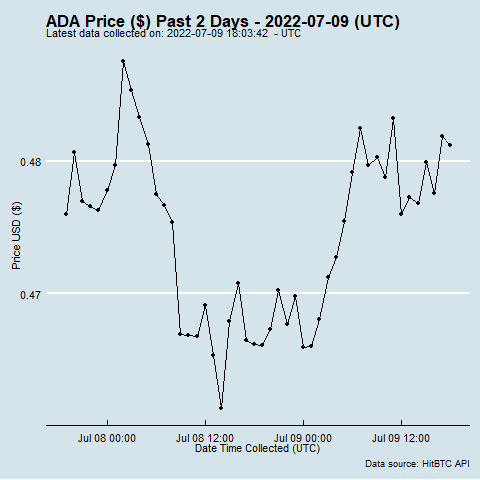 ADA Price ($) Past 2 Days - 2022-07-09 (UTC)
Latest data collected on: 2022-07-09 18:03:42 - UTC
0.48
0.47
Price USD ($)
Jul 08 00:00 Jul 08 12:00 Jul 09 00:00 Jul 09 12:00
Date Time Collected (UTC)
Data source: HitBTC API